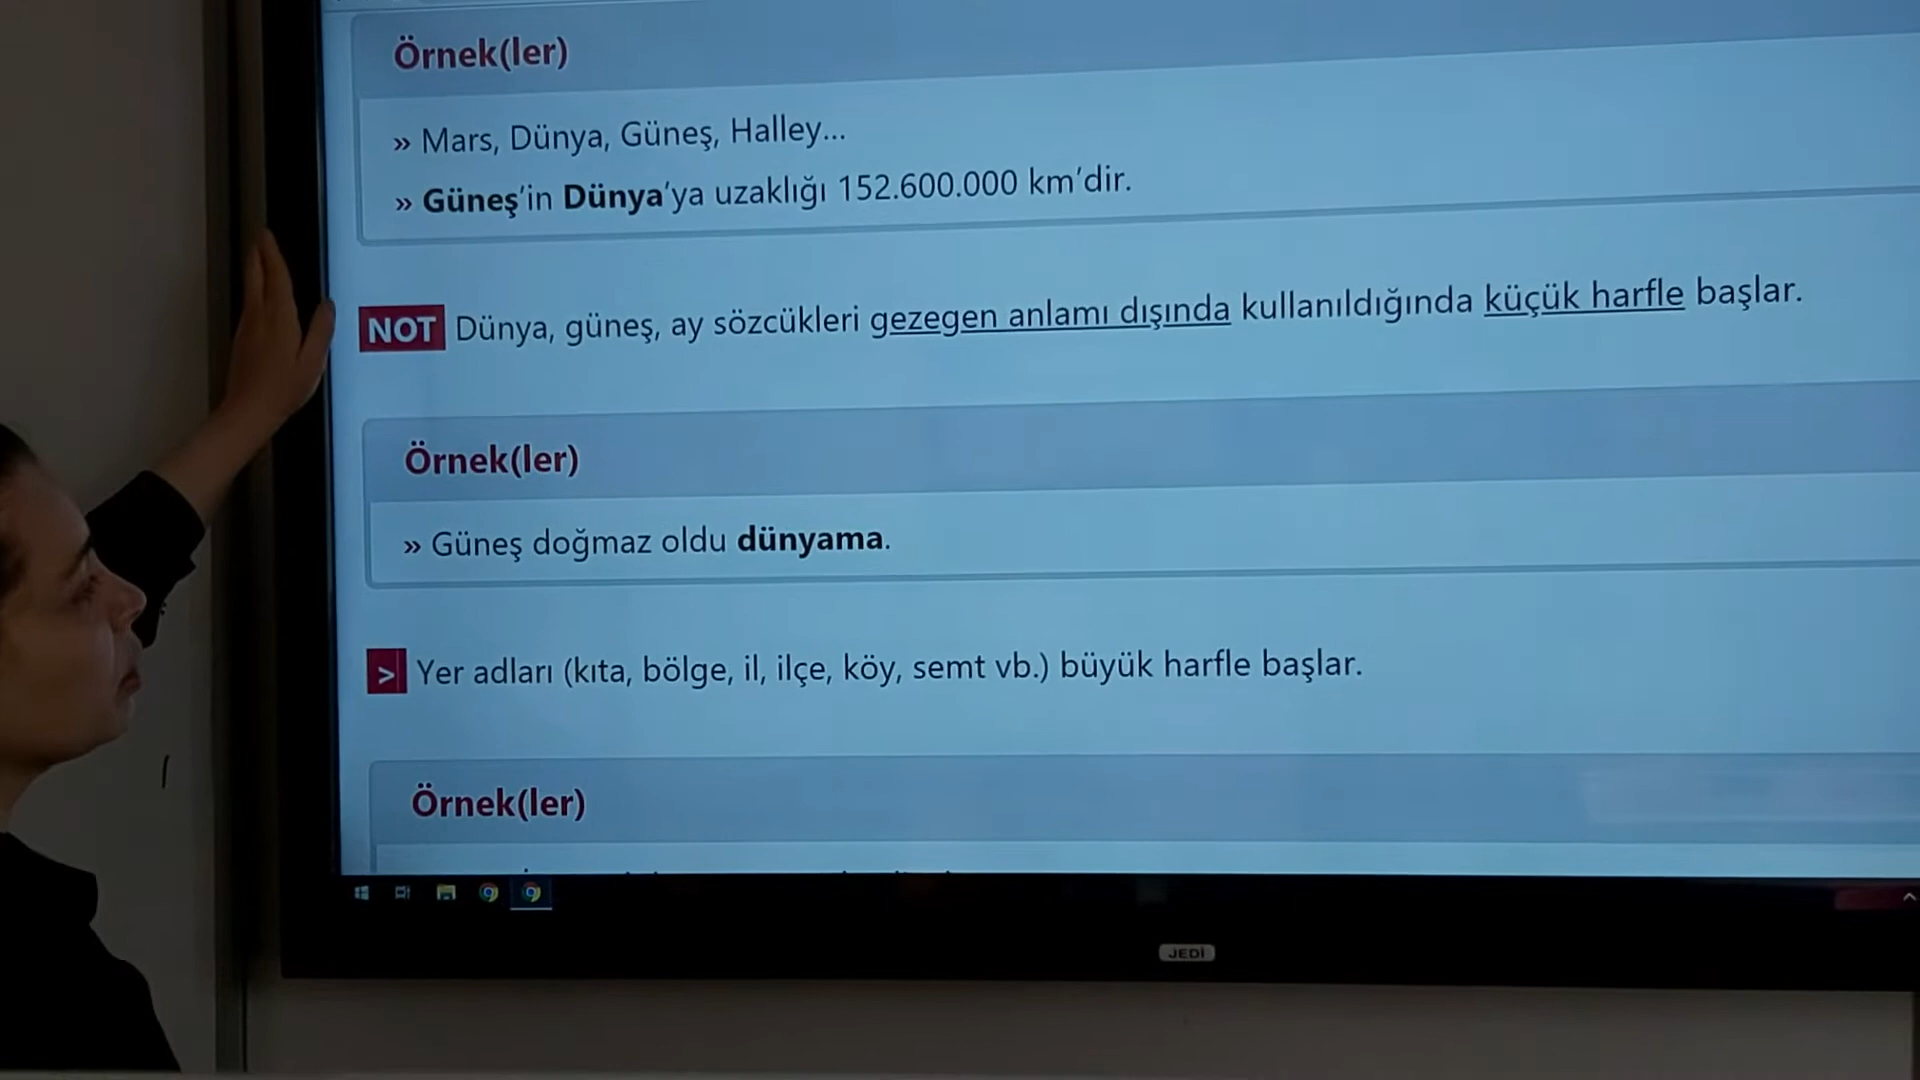 Örnek(ler)
» Mars, Dünya, Güneş, Halley...
» Güneş'in Dünya'ya uzaklığı 152.600.000 km'dir.
NOT Dünya, güneş, ay sözcükleri gezegen anlamı dışında kullanıldığında küçük harfle başlar.
Örnek(ler)
» Güneş doğmaz oldu dünyama.
> Yer adları (kıta, bölge, il, ilçe, köy, semt vb.) büyük harfle başlar.
Örnek(ler)
JEDİ